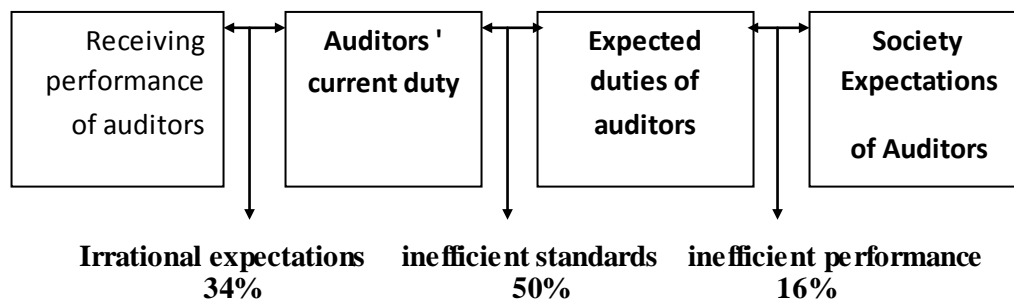 Receiving
performance
of auditors
Auditors '
current duty
Expected
duties of
auditors
Society
Expectations
of Auditors
Irrational expectations
34%
inefficient standards
50%
inefficient performance
16%